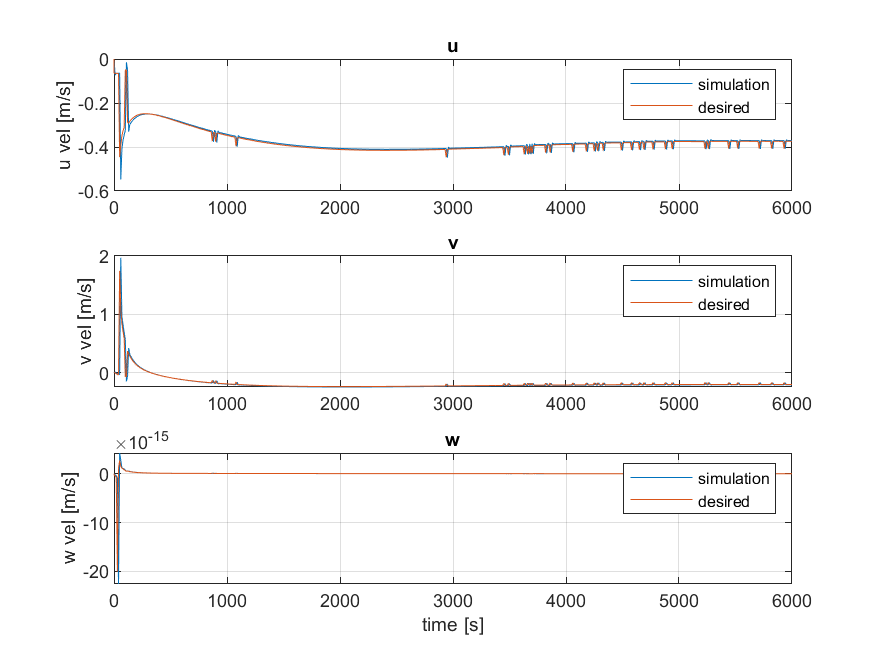 u
0
-0.2
-0.4
-0.6
u vel [m/s]
simulation
desired
0 1000 2000 3000 4000 5000 6000
v
2
1
0
v vel [m/s]
simulation
desired
0 1000 2000 3000 4000 5000 6000
×10-15
w
0
-10
-20
w vel [m/s]
simulation
desired
0 1000 2000 3000 4000 5000 6000
time [s]